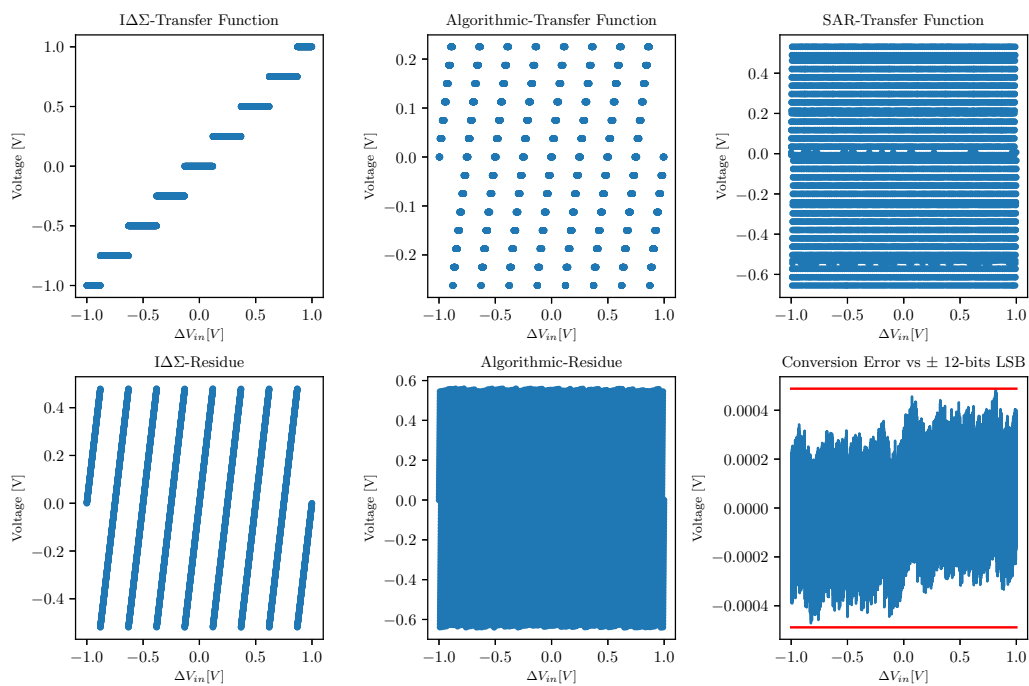 IΔΣ-Transfer Function
Voltage [V]
1.0
0.5
0.0
−0.5
−1.0
−1.0 −0.5 0.0 0.5 1.0
ΔVin[V]
Algorithmic-Transfer Function
Voltage [V]
0.2
0.1
0.0
−0.1
−0.2
−1.0 −0.5 0.0 0.5 1.0
ΔVin[V]
SAR-Transfer Function
Voltage [V]
0.4
0.2
0.0
−0.2
−0.4
−0.6
−1.0 −0.5 0.0 0.5 1.0
ΔVin[V]
IΔΣ-Residue
Voltage [V]
0.4
0.2
0.0
−0.2
−0.4
−1.0 −0.5 0.0 0.5 1.0
ΔVin[V]
Algorithmic-Residue
Voltage [V]
0.6
0.4
0.2
0.0
−0.2
−0.4
−0.6
−1.0 −0.5 0.0 0.5 1.0
ΔVin[V]
Conversion Error vs ± 12-bits LSB
Voltage [V]
0.0004
0.0002
0.0000
−0.0002
−0.0004
−1.0 −0.5 0.0 0.5 1.0
ΔVin[V]